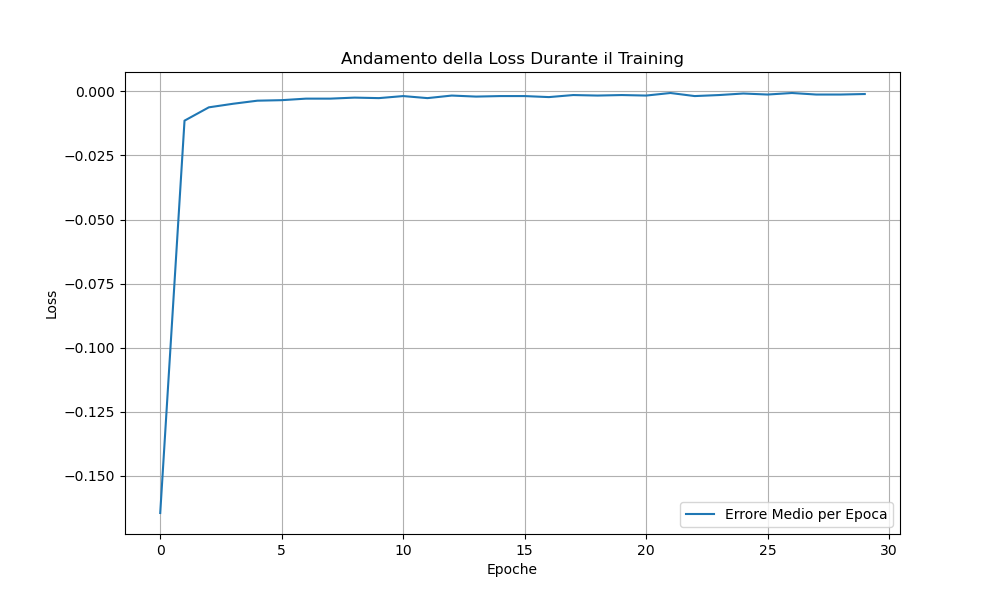 Andamento della Loss Durante il Training
0.000
−0.025
−0.050
−0.075
−0.100
−0.125
−0.150
Loss
Errore Medio per Epoca
0 5 10 15 20 25 30
Epoche